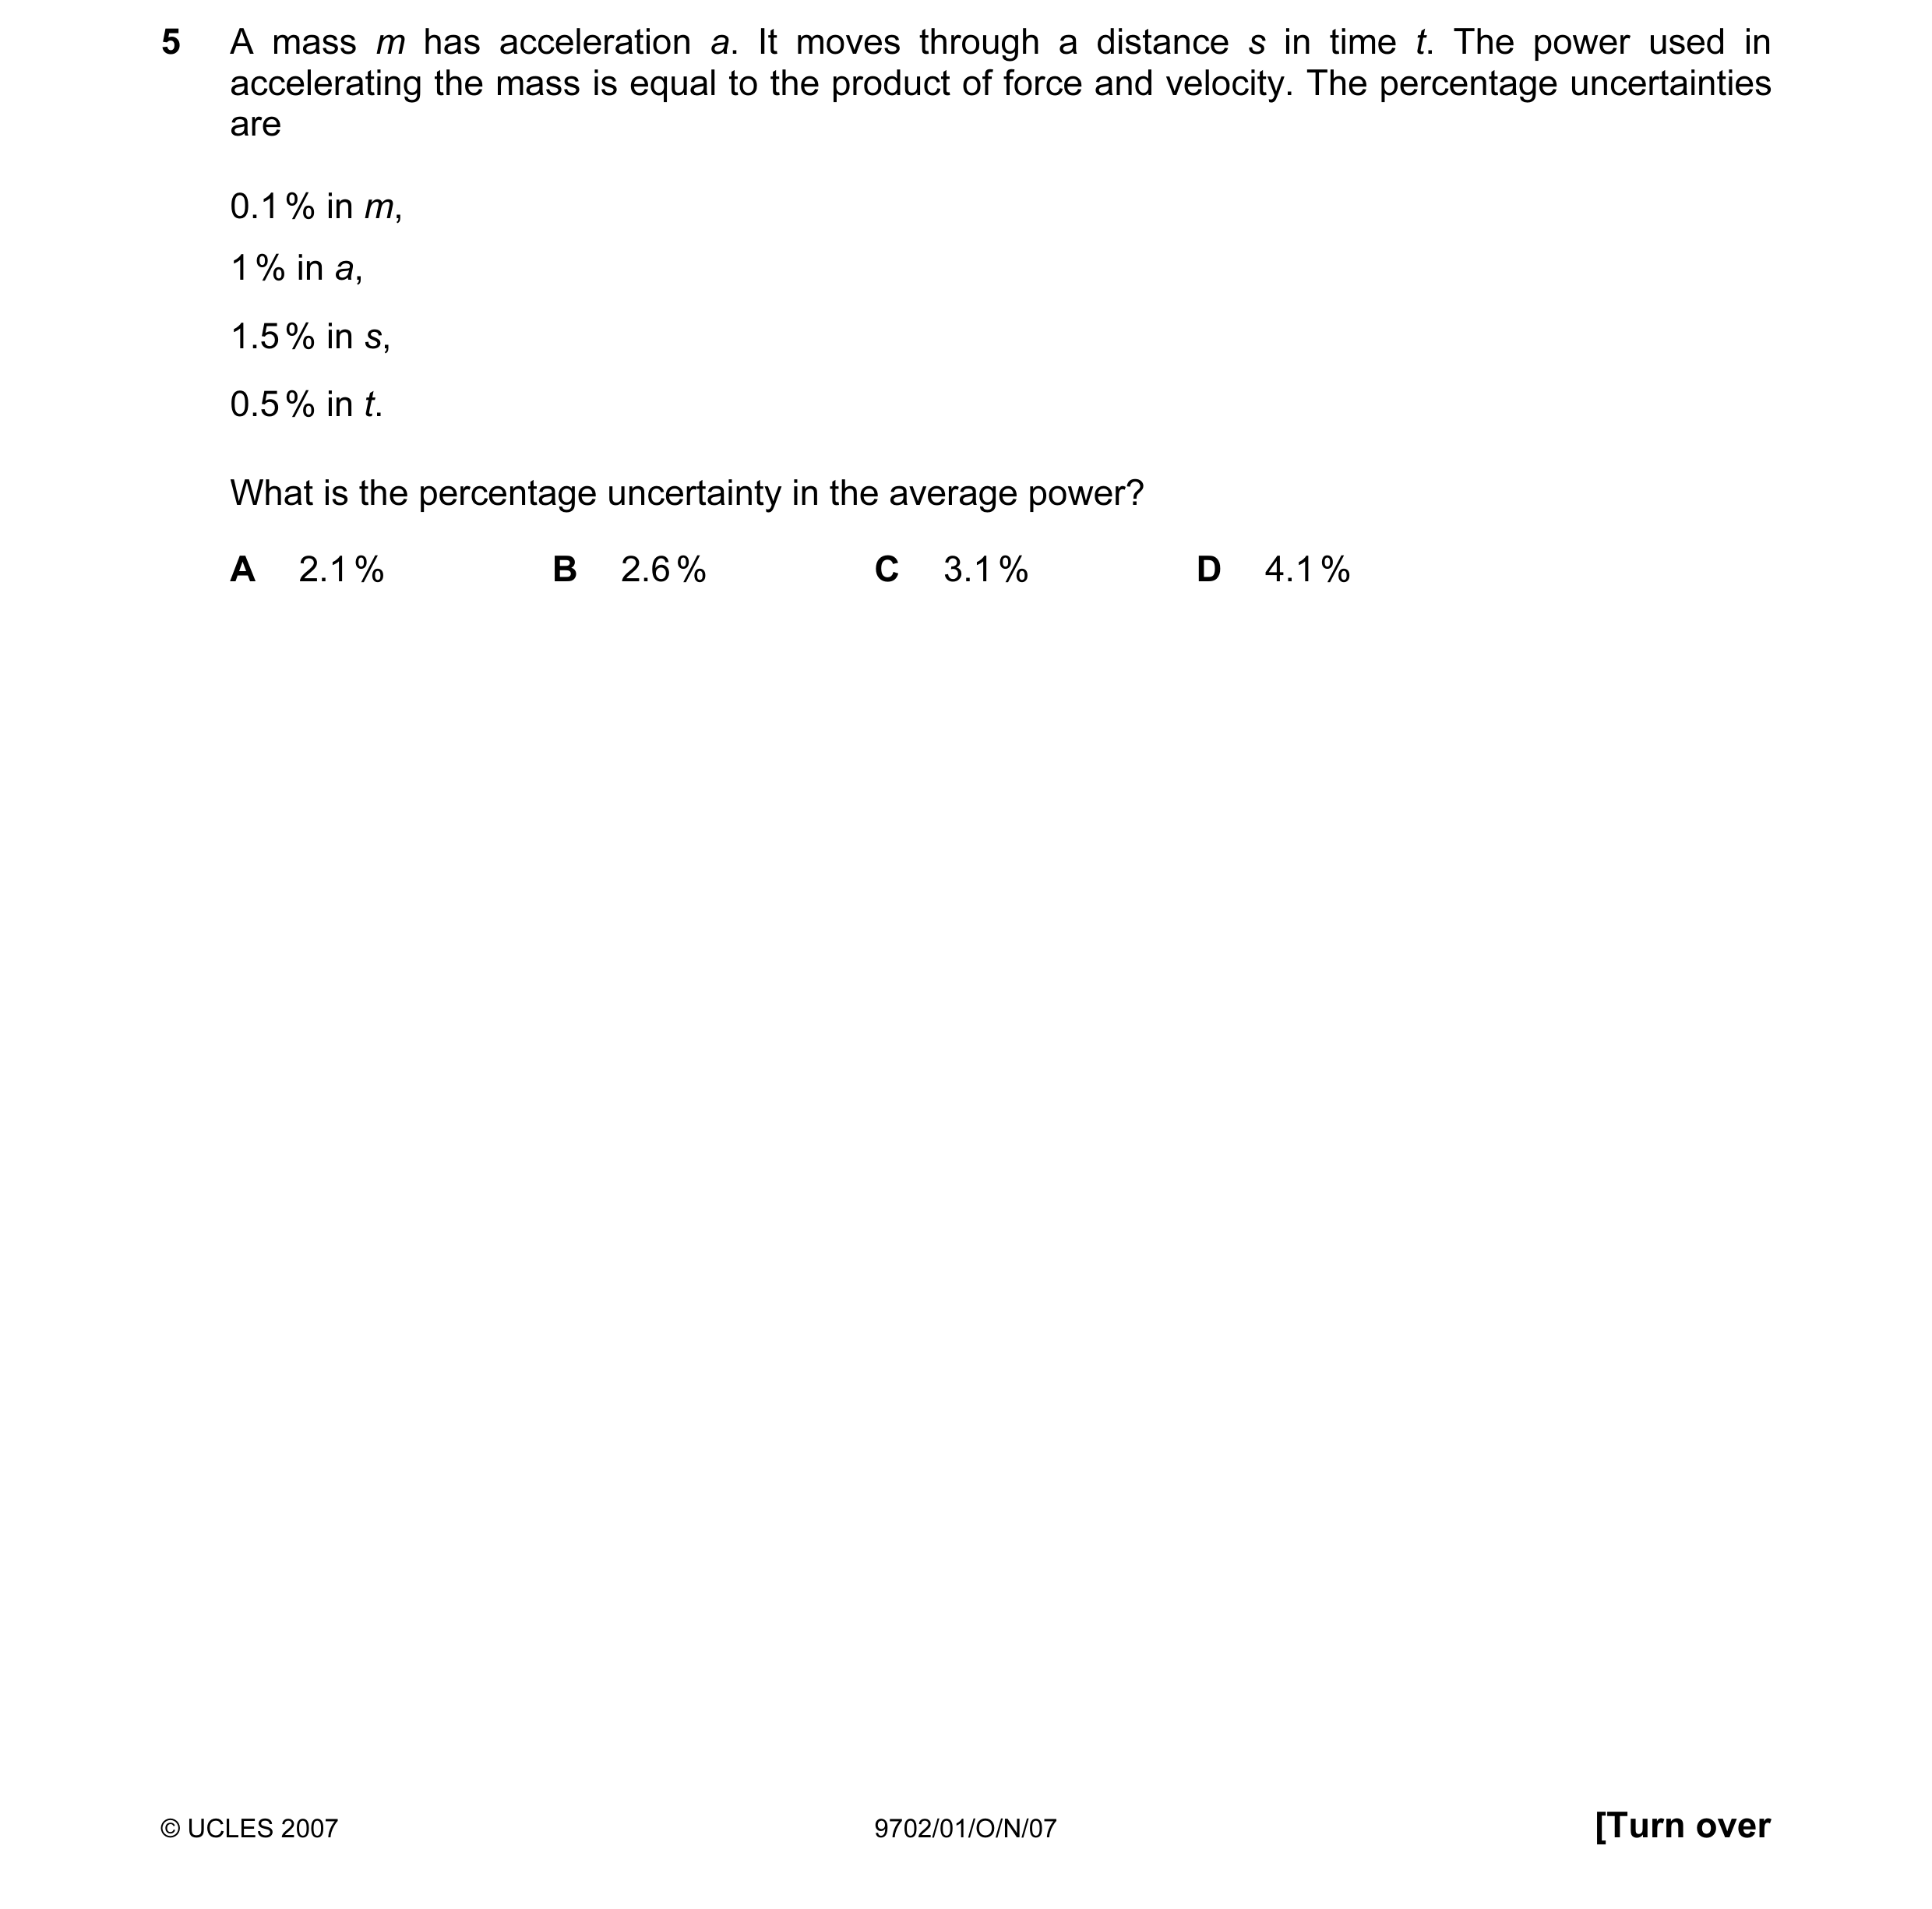 5 A mass m has acceleration a. It moves through a distance s in time t. The power used in
accelerating the mass is equal to the product of force and velocity. The percentage uncertainties
are
0.1% in m,
1% in a,
1.5% in s,
0.5% in t.
What is the percentage uncertainty in the average power?
A 2.1% B 2.6% C 3.1% D 4.1%
© UCLES 2007 9702/01/O/N/07 [Turn over